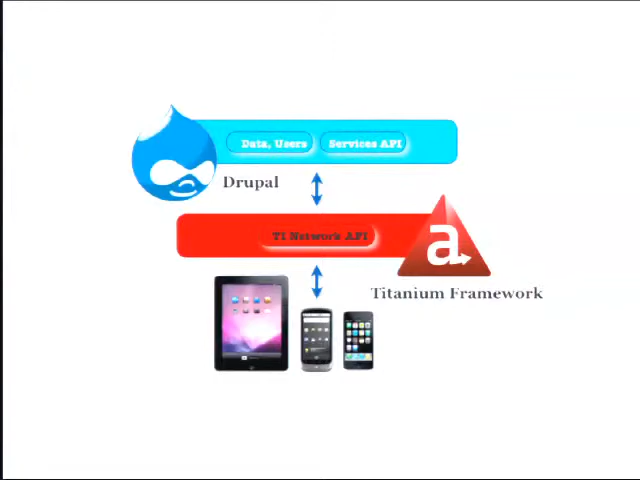 Data, Users
Services API
Drupal
TI Network API
a
Titanium Framework